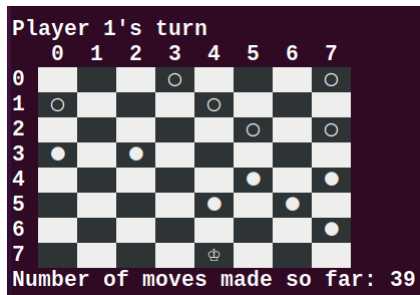 Player 1's turn
0 1 2 3 4 5 6 7
0 ○ ○
1 ○ ○
2 ○ ○
3 ● ●
4 ● ●
5 ● ●
6 ●
7 ♔
Number of moves made so far: 39